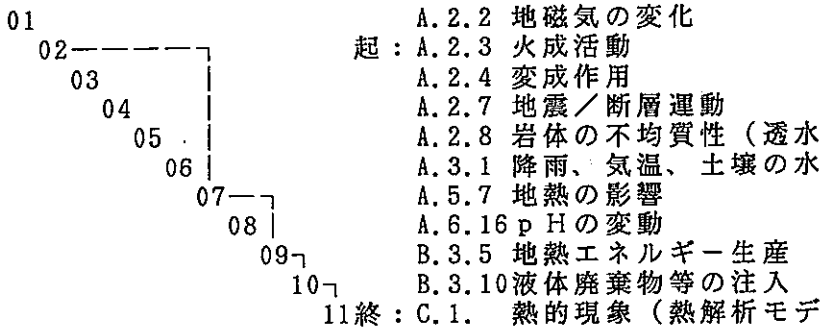 01 A.2.2 地磁気の変化
02 起:A.2.3 火成活動
03 A.2.4 変成作用
04 A.2.7 地震/断層運動
05 A.2.8 岩体の不均質性(透水
06 A.3.1 降雨、気温、土壌の水
07 A.5.7 地熱の影響
08 A.6.16 pHの変動
09 B.3.5 地熱エネルギー生産
10 B.3.10 液体廃棄物等の注入
11終:C.1. 熱的現象(熱解析モデ